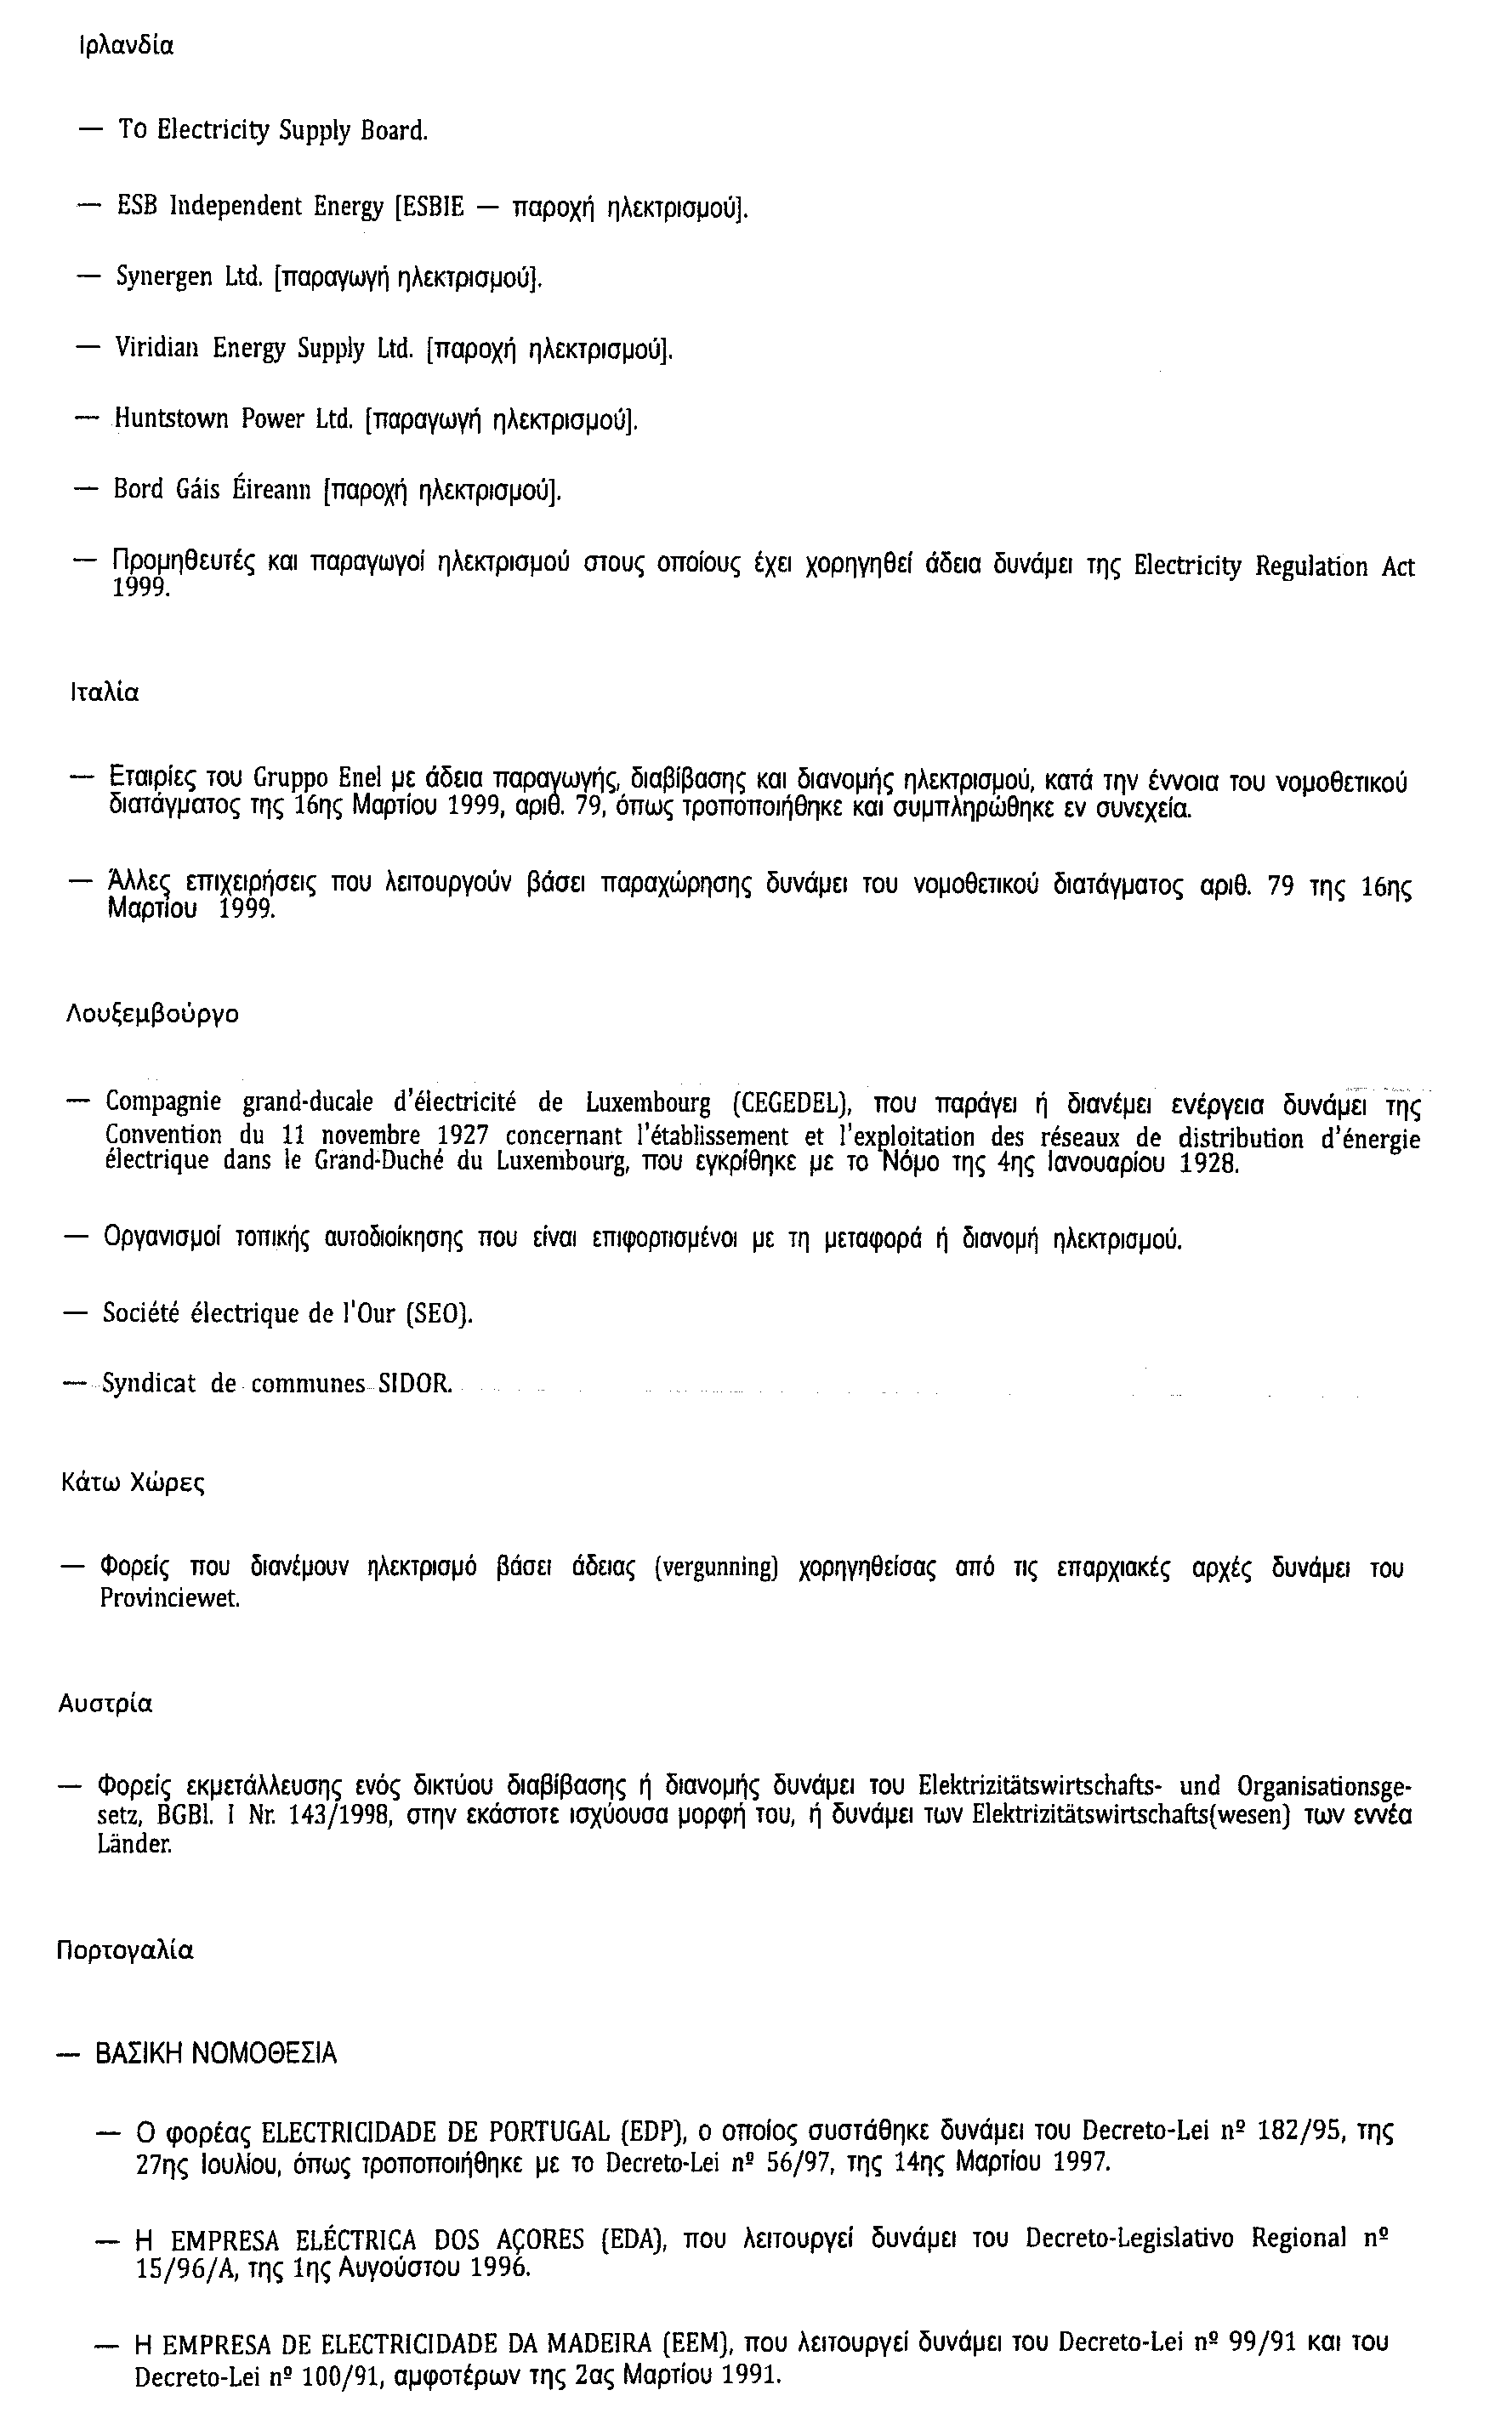 Ιρλανδία
— Το Electricity Supply Board.
— ESB Independent Energy [ESBIE — παροχή ηλεκτρισμού].
— Synergen Ltd. [παραγωγή ηλεκτρισμού].
— Viridian Energy Supply Ltd. [παροχή ηλεκτρισμού].
— Huntstown Power Ltd. [παραγωγή ηλεκτρισμού].
— Bord Gáis Éireann [παροχή ηλεκτρισμού].
— Προμηθευτές και παραγωγοί ηλεκτρισμού στους οποίους έχει χορηγηθεί άδεια δυνάμει της Electricity Regulation Act
1999.
Ιταλία
— Εταιρίες του Gruppo Enel με άδεια παραγωγής, διαβίβασης και διανομής ηλεκτρισμού, κατά την έννοια του νομοθετικού
διατάγματος της 16ης Μαρτίου 1999, αριθ. 79, όπως τροποποιήθηκε και συμπληρώθηκε εν συνεχεία.
— Άλλες επιχειρήσεις που λειτουργούν βάσει παραχώρησης δυνάμει του νομοθετικού διατάγματος αριθ. 79 της 16ης
Μαρτίου 1999.
Λουξεμβούργο
— Compagnie grand-ducale d'électricité de Luxembourg (CEGEDEL), που παράγει ή διανέμει ενέργεια δυνάμει της
Convention du 11 novembre 1927 concernant l'établissement et l'exploitation des réseaux de distribution d'énergie
électrique dans le Grand-Duché du Luxembourg, που εγκρίθηκε με το Νόμο της 4ης Ιανουαρίου 1928.
— Οργανισμοί τοπικής αυτοδιοίκησης που είναι επιφορτισμένοι με τη μεταφορά ή διανομή ηλεκτρισμού.
— Société électrique de l'Our (SEO).
— Syndicat de communes SIDOR.
Κάτω Χώρες
— Φορείς που διανέμουν ηλεκτρισμό βάσει άδειας (vergunning) χορηγηθείσας από τις επαρχιακές αρχές δυνάμει του
Provinciewet.
Αυστρία
— Φορείς εκμετάλλευσης ενός δικτύου διαβίβασης ή διανομής δυνάμει του Elektrizitätswirtschafts- und Organisationsge-
setz, BGBl. I Nr. 143/1998, στην εκάστοτε ισχύουσα μορφή του, ή δυνάμει των Elektrizitätswirtschafts(wesen) των εννέα
Länder.
Πορτογαλία
— ΒΑΣΙΚΗ ΝΟΜΟΘΕΣΙΑ
— Ο φορέας ELECTRICIDADE DE PORTUGAL (EDP), ο οποίος συστάθηκε δυνάμει του Decreto-Lei nº 182/95, της
27ης Ιουλίου, όπως τροποποιήθηκε με το Decreto-Lei nº 56/97, της 14ης Μαρτίου 1997.
— Η EMPRESA ELÉCTRICA DOS AÇORES (EDA), που λειτουργεί δυνάμει του Decreto-Legislativo Regional nº
15/96/A, της 1ης Αυγούστου 1996.
— Η EMPRESA DE ELECTRICIDADE DA MADEIRA (EEM), που λειτουργεί δυνάμει του Decreto-Lei nº 99/91 και του
Decreto-Lei nº 100/91, αμφοτέρων της 2ας Μαρτίου 1991.